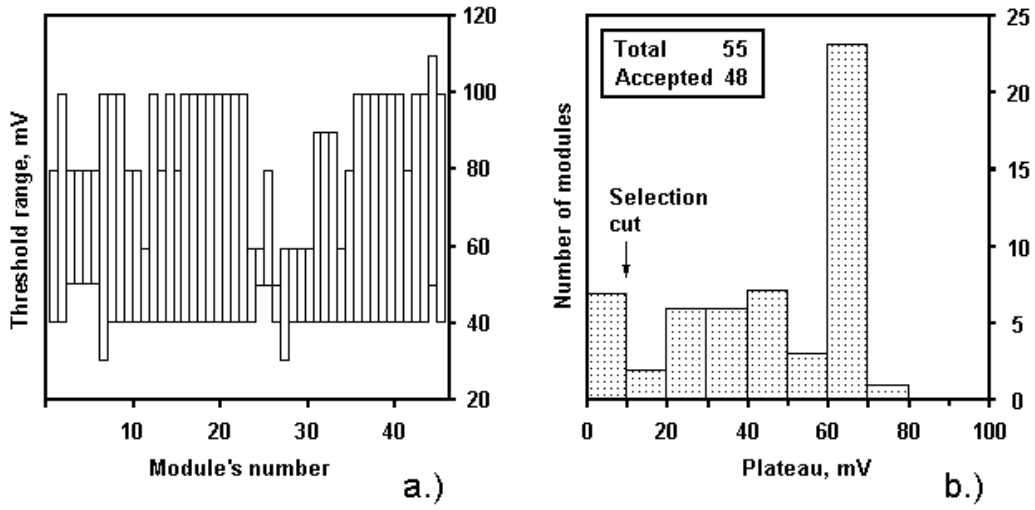 Threshold range, mV
120
100
80
60
40
20
10
20
30
40
Module's number
a.)
Total 55
Accepted 48
Selection
cut
Number of modules
25
20
15
10
5
0
0
20
40
60
80
100
Plateau, mV
b.)